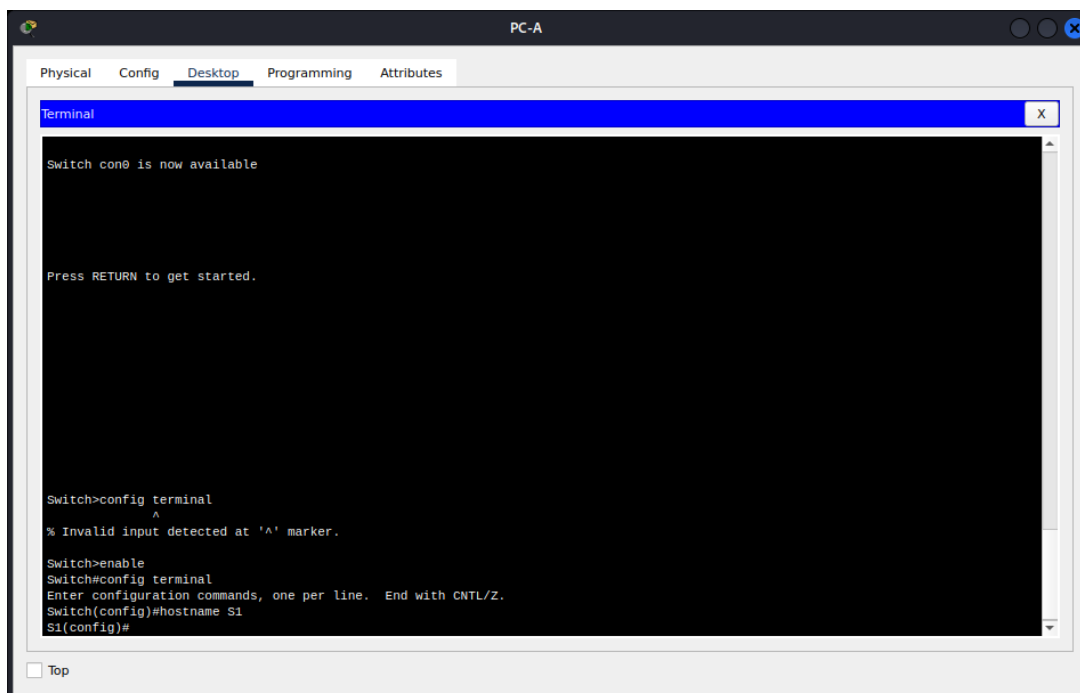 PC-A
Physical Config Desktop Programming Attributes
Terminal X
Switch con0 is now available
Press RETURN to get started.
Switch>config terminal
^
% Invalid input detected at '^' marker.
Switch>enable
Switch#config terminal
Enter configuration commands, one per line.  End with CNTL/Z.
Switch(config)#hostname S1
S1(config)#
Top